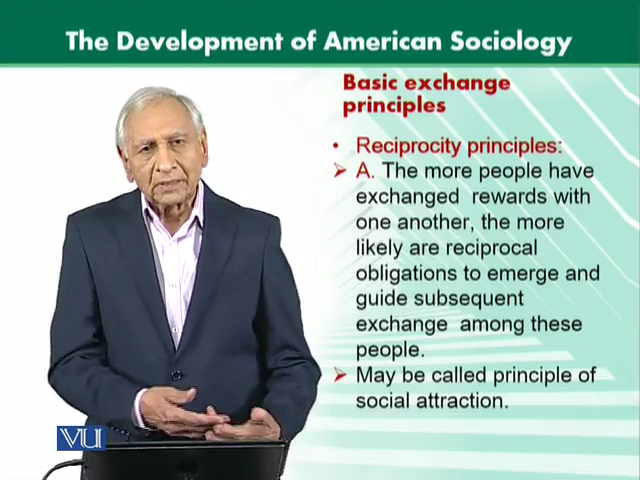 The Development of American Sociology
Basic exchange
principles
• Reciprocity principles:
➢ A. The more people have
exchanged rewards with
one another, the more
likely are reciprocal
obligations to emerge and
guide subsequent
exchange among these
people.
➢ May be called principle of
social attraction.
VU